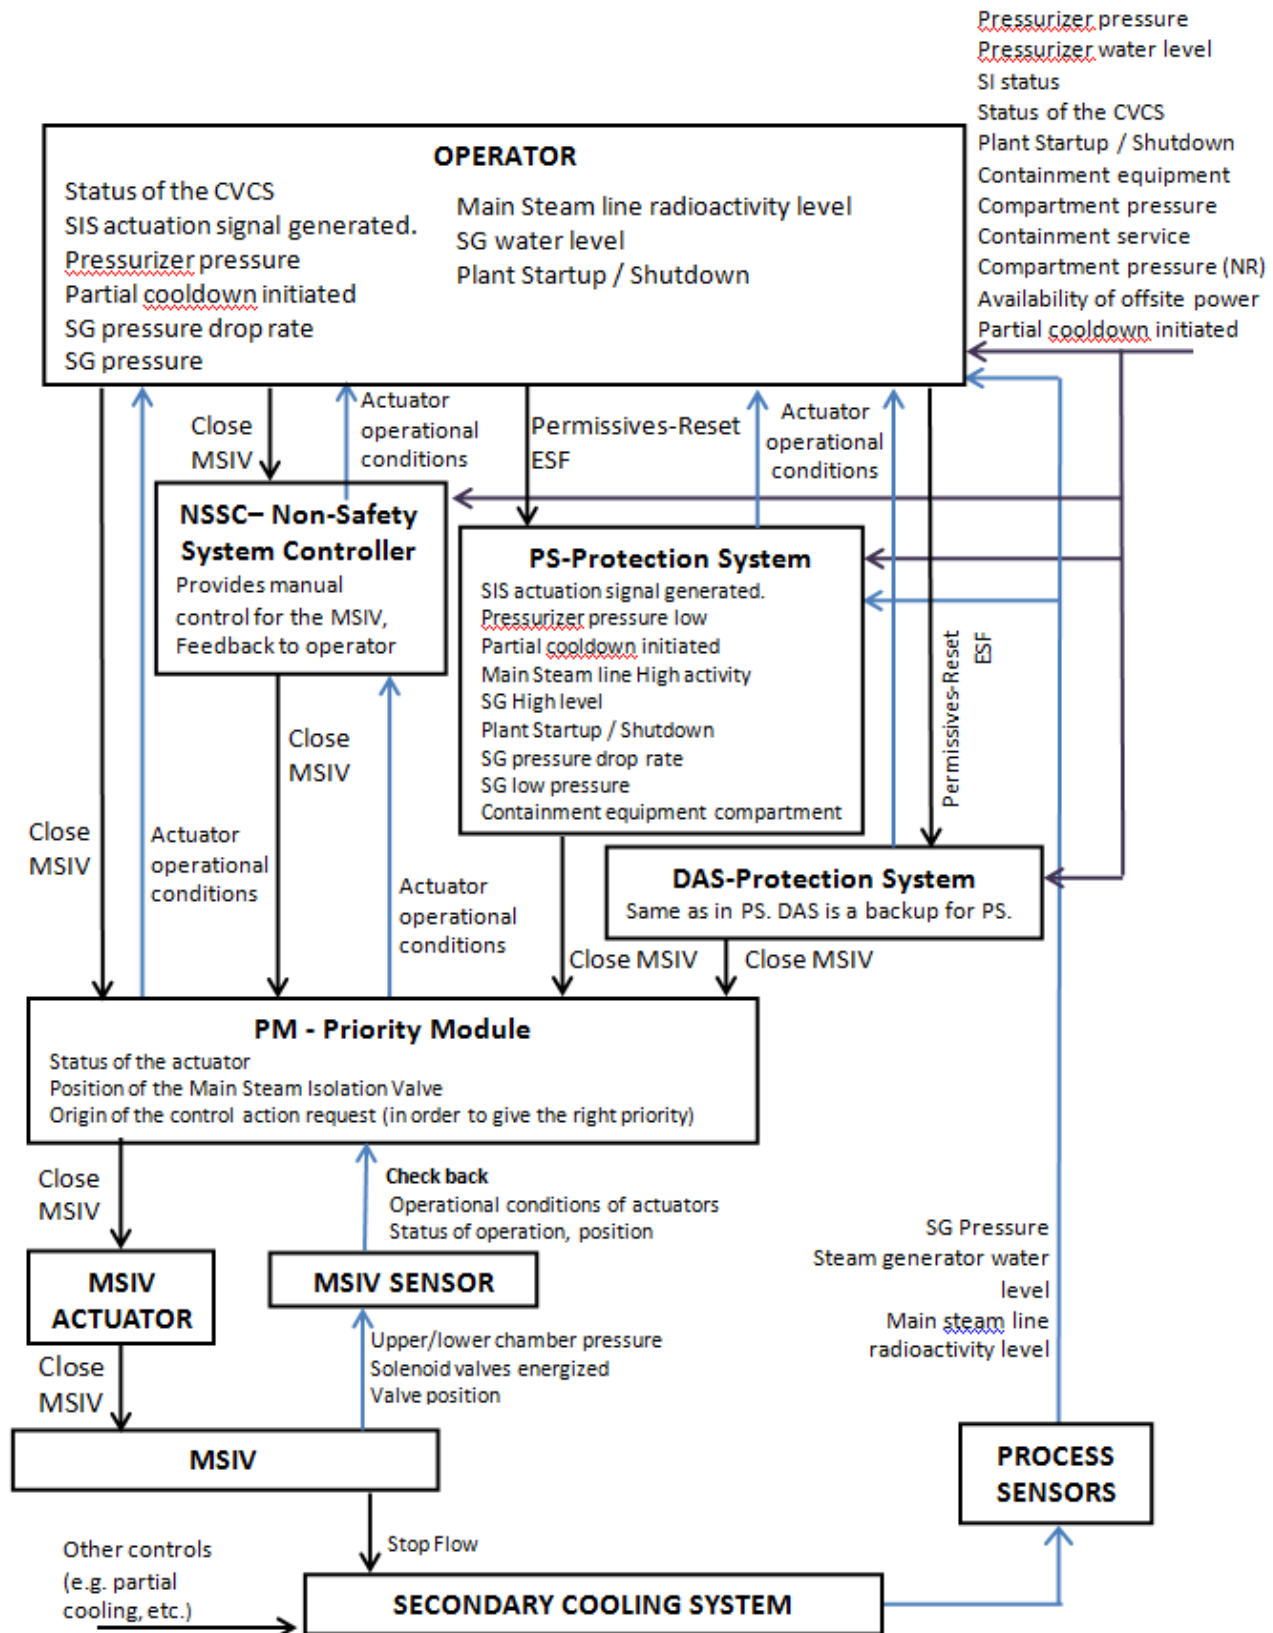 Pressurizer pressure
Pressurizer water level
SI status
Status of the CVCS
Plant Startup / Shutdown
Containment equipment
Compartment pressure
Containment service
Compartment pressure (NR)
Availability of offsite power
Partial cooldown initiated
OPERATOR
Status of the CVCS
SIS actuation signal generated.
Pressurizer pressure
Partial cooldown initiated
SG pressure drop rate
SG pressure
Main Steam line radioactivity level
SG water level
Plant Startup / Shutdown
Close
MSIV
Actuator
operational
conditions
Permissives-Reset
ESF
Actuator
operational
conditions
NSSC– Non-Safety
System Controller
Provides manual
control for the MSIV,
Feedback to operator
PS-Protection System
SIS actuation signal generated.
Pressurizer pressure low
Partial cooldown initiated
Main Steam line High activity
SG High level
Plant Startup / Shutdown
SG pressure drop rate
SG low pressure
Containment equipment compartment
Permissives-Reset
ESF
Close
MSIV
Close
MSIV
Actuator
operational
conditions
Actuator
operational
conditions
DAS-Protection System
Same as in PS. DAS is a backup for PS.
Close MSIV
Close MSIV
PM - Priority Module
Status of the actuator
Position of the Main Steam Isolation Valve
Origin of the control action request (in order to give the right priority)
Close
MSIV
Check back
Operational conditions of actuators
Status of operation, position
MSIV
ACTUATOR
MSIV SENSOR
SG Pressure
Steam generator water
level
Main steam line
radioactivity level
Close
MSIV
Upper/lower chamber pressure
Solenoid valves energized
Valve position
MSIV
PROCESS
SENSORS
Stop Flow
Other controls
(e.g. partial
cooling, etc.)
SECONDARY COOLING SYSTEM